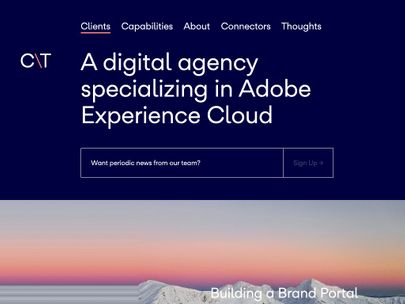 Clients Capabilities About Connectors Thoughts
C\T
A digital agency
specializing in Adobe
Experience Cloud
Want periodic news from our team? Sign Up →
Building a Brand Portal